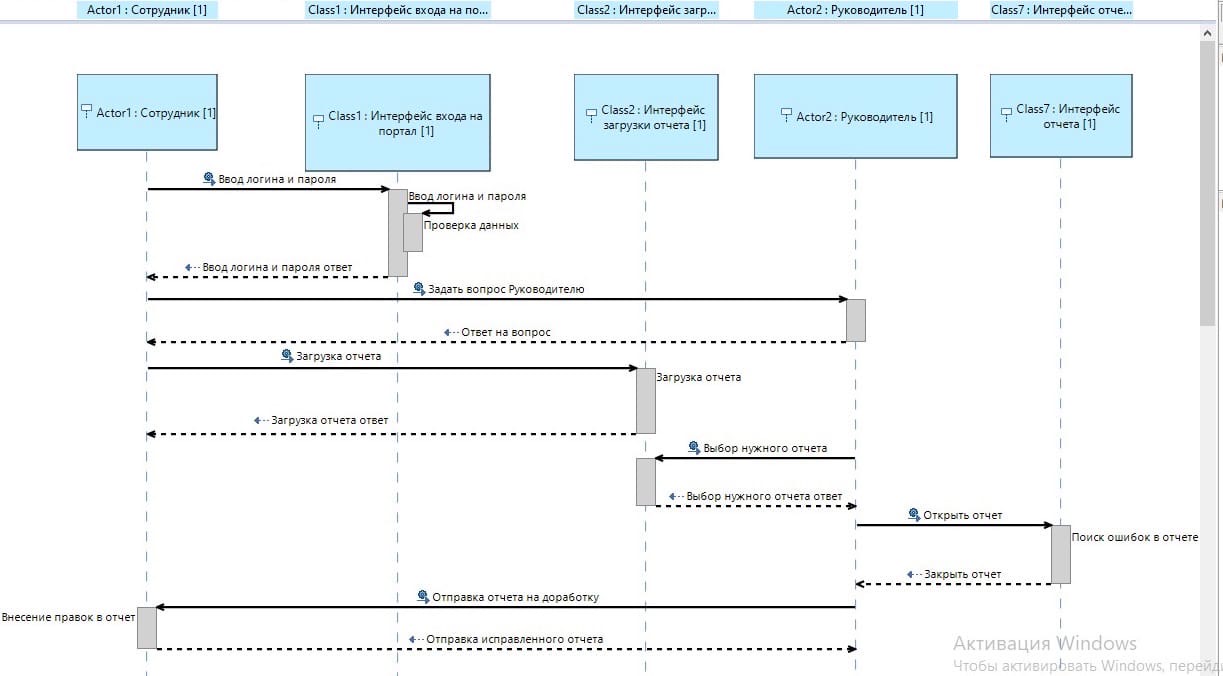 Actor1 : Сотрудник [1]
Class1 : Интерфейс входа на по...
Class2 : Интерфейс загр...
Actor2 : Руководитель [1]
Class7 : Интерфейс отче...
Actor1 : Сотрудник [1]
Class1 : Интерфейс входа на
портал [1]
Class2 : Интерфейс
загрузки отчета [1]
Actor2 : Руководитель [1]
Class7 : Интерфейс
отчета [1]
Ввод логина и пароля
Ввод логина и пароля
Проверка данных
Ввод логина и пароля ответ
Задать вопрос Руководителю
Ответ на вопрос
Загрузка отчета
Загрузка отчета
Загрузка отчета ответ
Выбор нужного отчета
Выбор нужного отчета ответ
Открыть отчет
Поиск ошибок в отчете
Закрыть отчет
Отправка отчета на доработку
Внесение правок в отчет
Отправка исправленного отчета
Активация Windows
Чтобы активировать Windows, перейд